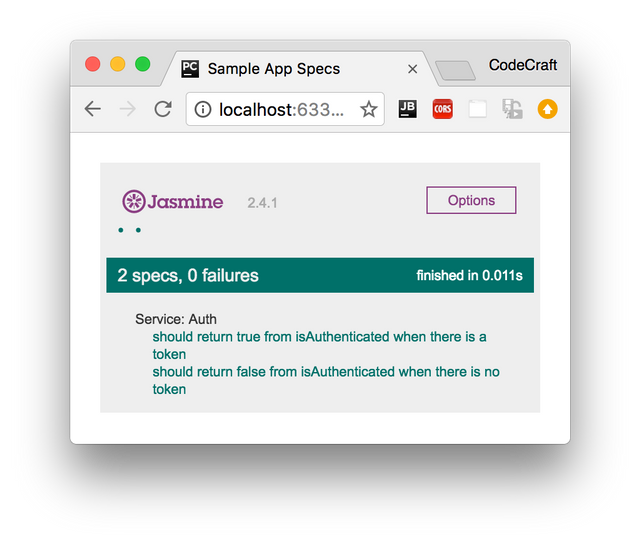 PC Sample App Specs
CodeCraft
localhost:633...
JB
CORS
Jasmine 2.4.1
Options
2 specs, 0 failures
finished in 0.011s
Service: Auth
should return true from isAuthenticated when there is a
token
should return false from isAuthenticated when there is no
token